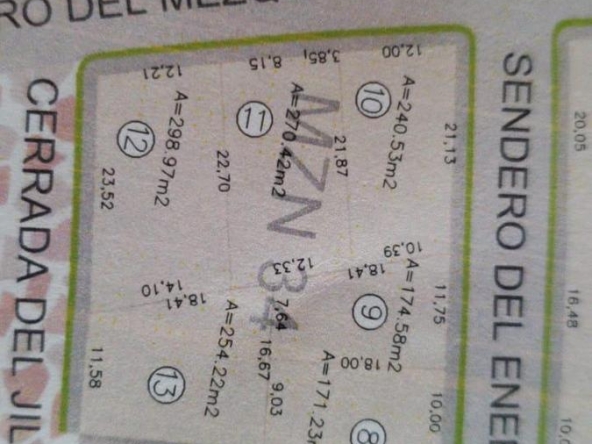 RO DEL
CERRADA DEL JIL
SENDERO DEL ENE
MZN 34
12,21
8,15
3,85
12,00
12
A=298.97m2
11
A=270.42m2
10
A=240.53m2
23,52
22,70
21,87
21,13
20,05
14,10
18,41
12,33
18,41
10,39
7,64
9
A=174.58m2
11,75
16,48
13
A=254.22m2
11,58
16,67
9,03
18,00
8
A=171.23
10,00
10,